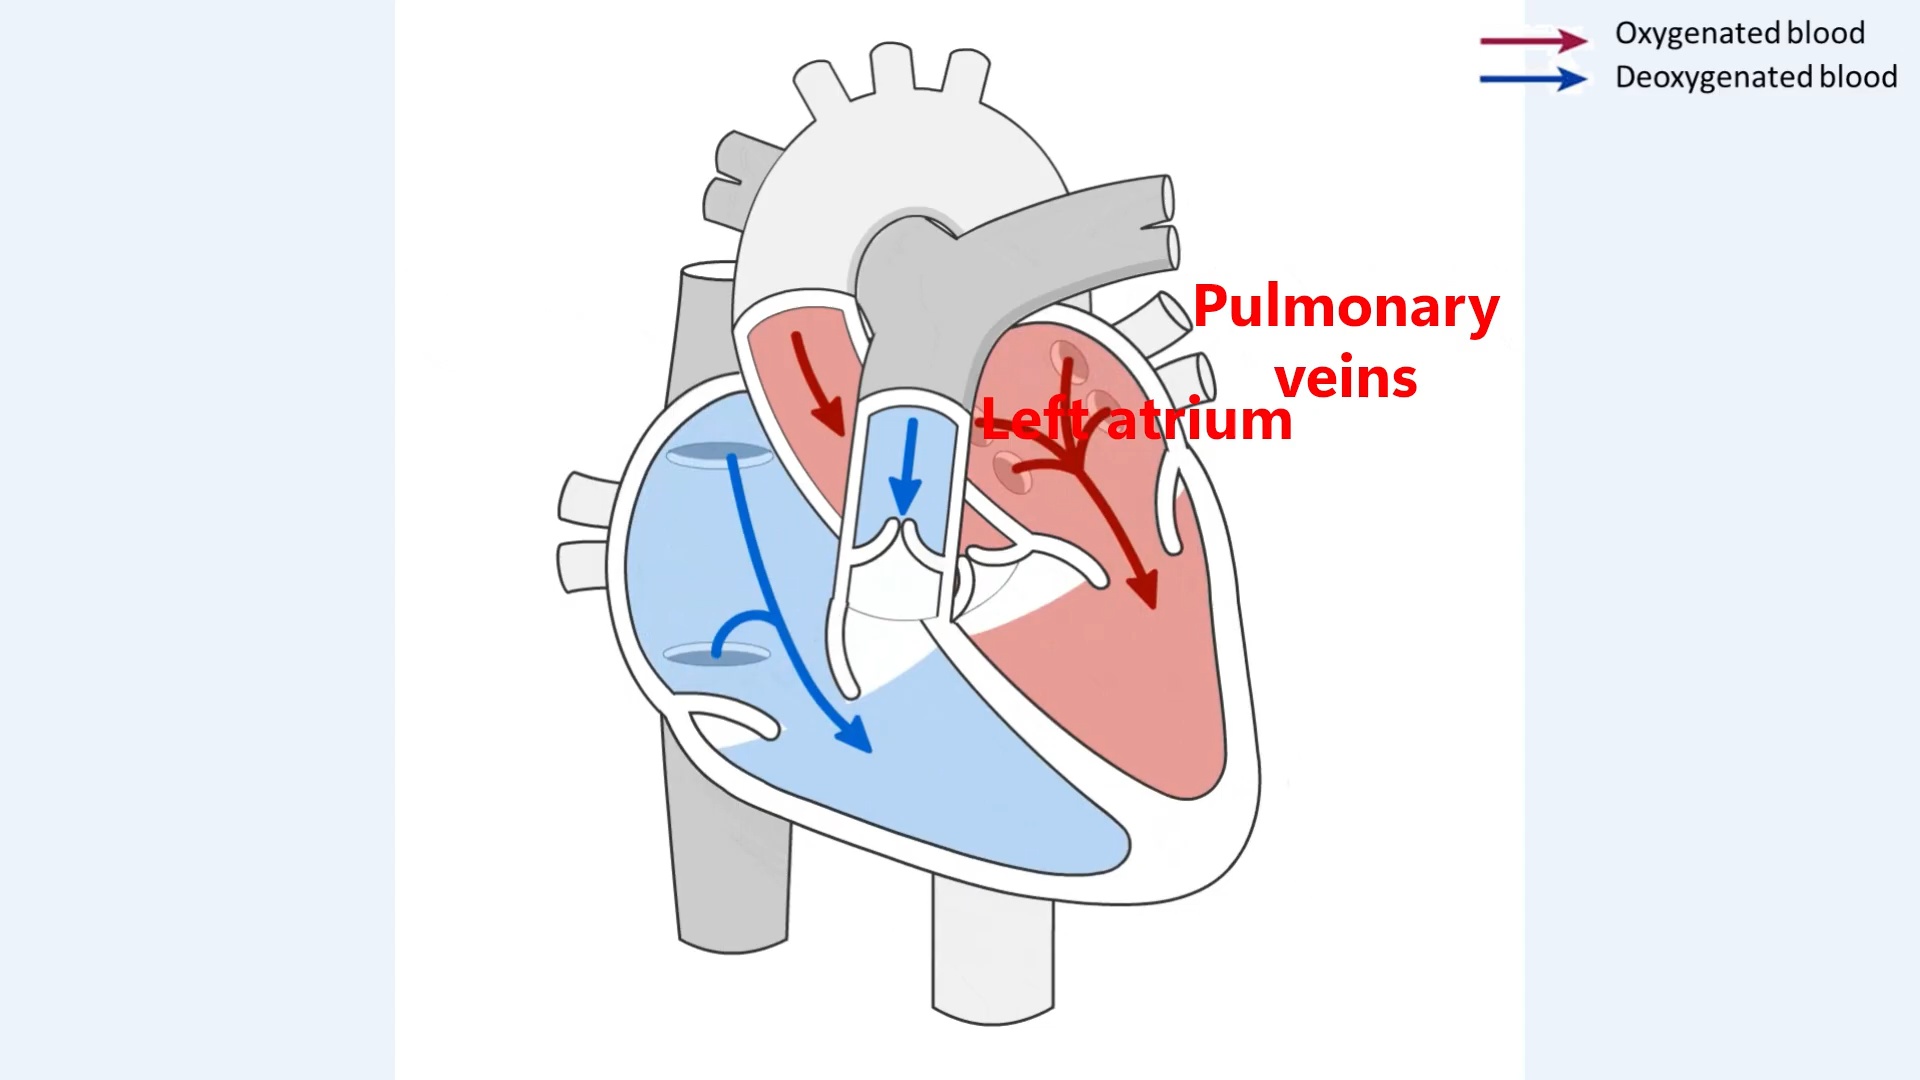 Oxygenated blood
Deoxygenated blood
Pulmonary
veins
Left atrium